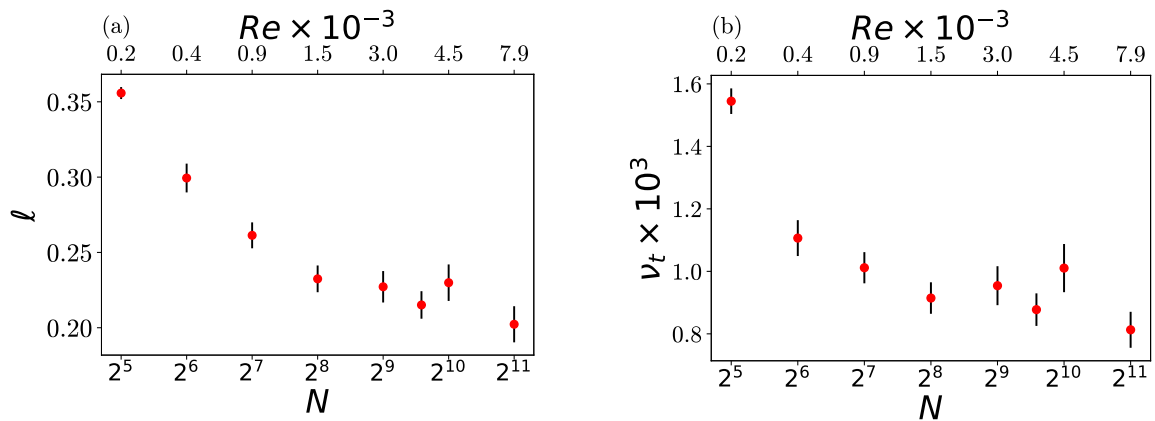 (a) Re × 10⁻³
0.2 0.4 0.9 1.5 3.0 4.5 7.9
0.35
0.30
0.25
0.20
ℓ
2⁵ 2⁶ 2⁷ 2⁸ 2⁹ 2¹⁰ 2¹¹
N
(b) Re × 10⁻³
0.2 0.4 0.9 1.5 3.0 4.5 7.9
1.6
1.4
1.2
1.0
0.8
νₜ × 10³
2⁵ 2⁶ 2⁷ 2⁸ 2⁹ 2¹⁰ 2¹¹
N